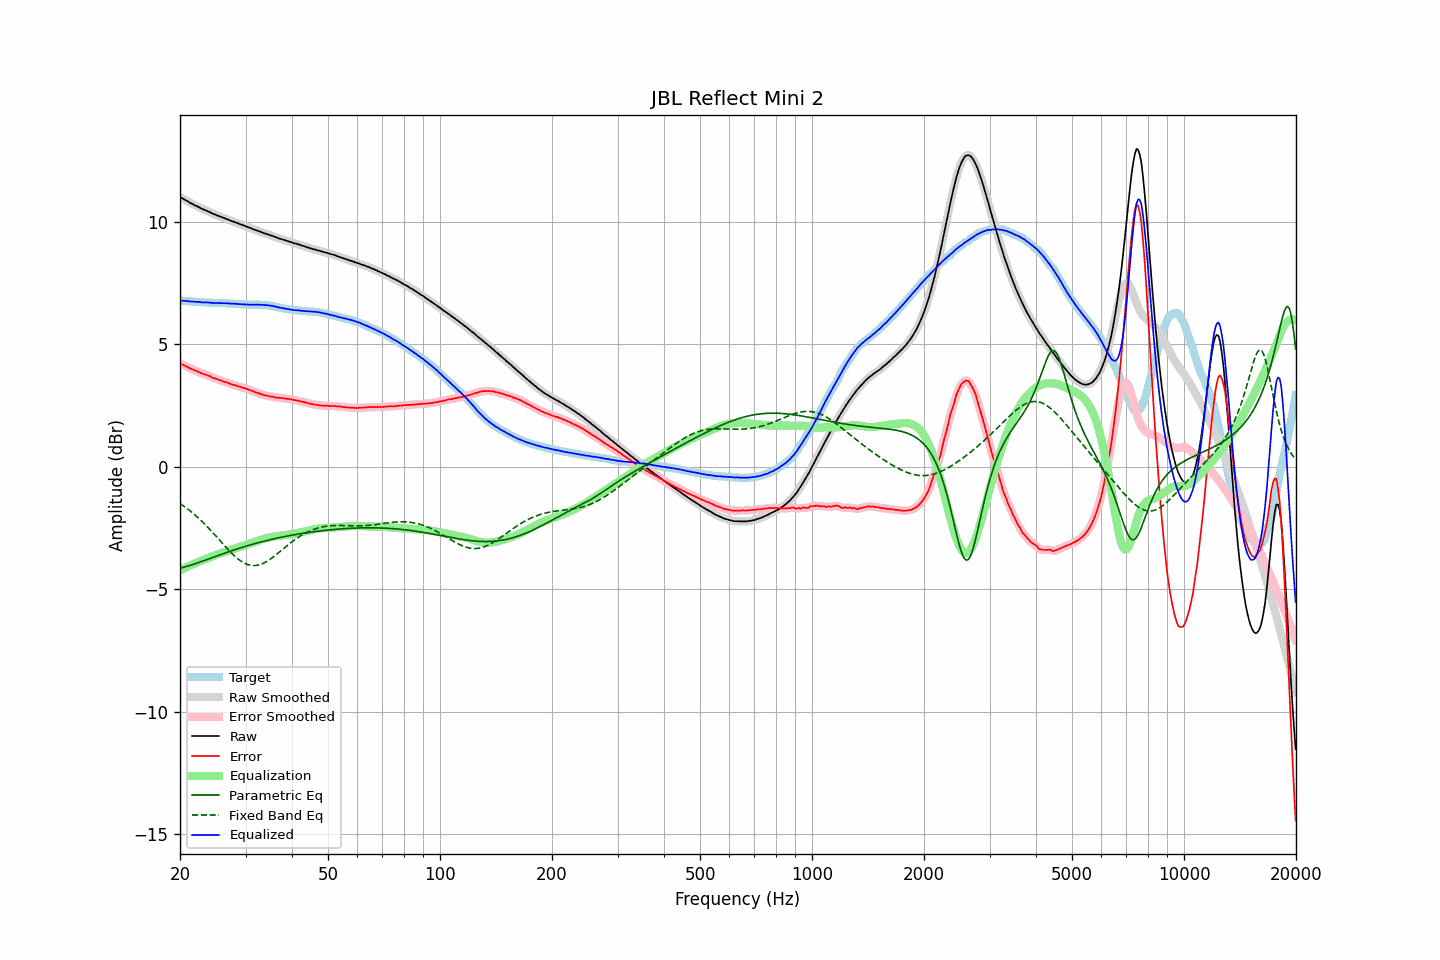 JBL Reflect Mini 2
Amplitude (dBr)
10
5
0
−5
−10
−15
Target
Raw Smoothed
Error Smoothed
Raw
Error
Equalization
Parametric Eq
Fixed Band Eq
Equalized
20 50 100 200 500 1000 2000 5000 10000 20000
Frequency (Hz)